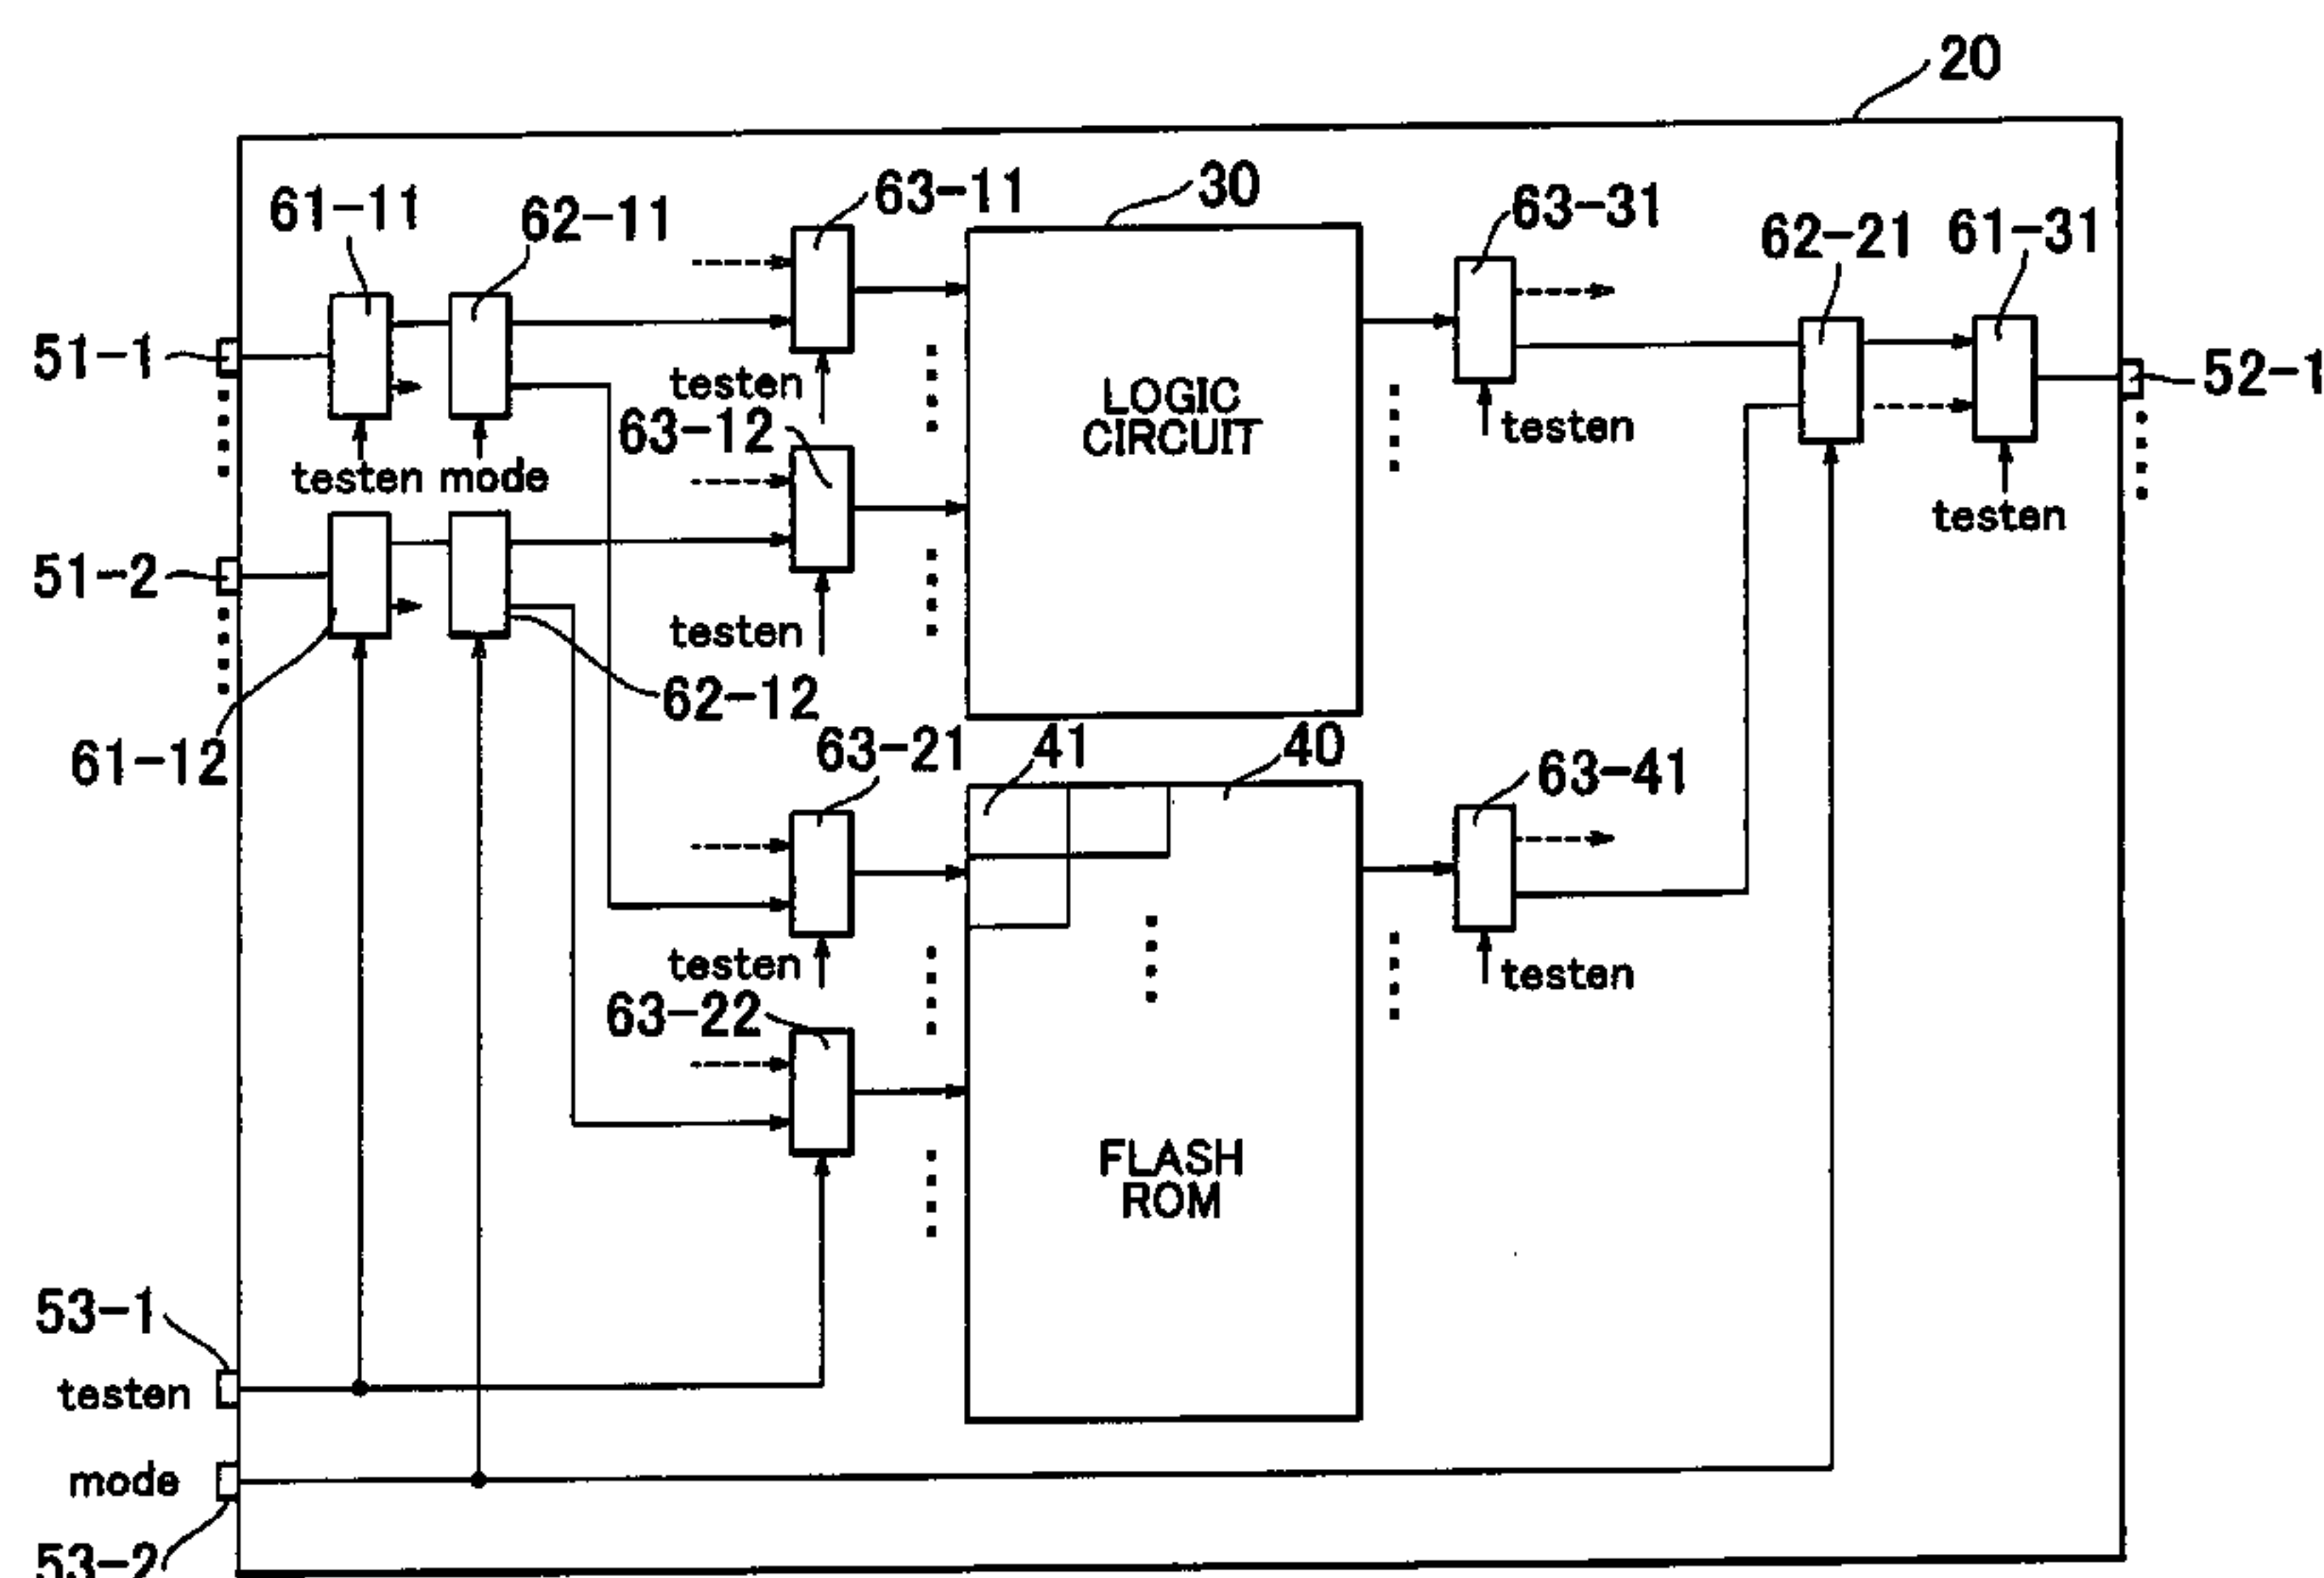 20
61-11
62-11
63-11
30
63-31
62-21
61-31
51-1
testen
LOGIC
CIRCUIT
52-1
63-12
testen
testen mode
testen
51-2
testen
62-12
61-12
63-21
41
40
63-41
testen
testen
63-22
FLASH
ROM
53-1
testen
mode
53-2